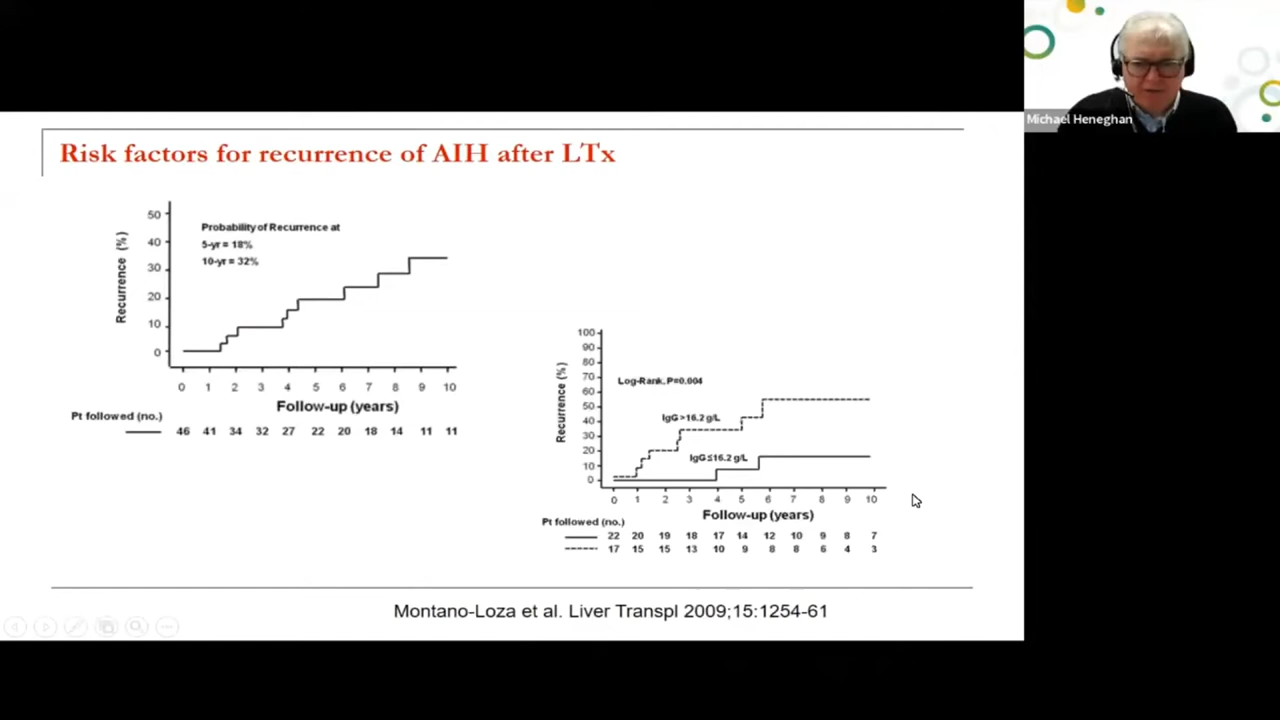 Michael Heneghan
Risk factors for recurrence of AIH after LTx
Recurrence (%)
50
40
30
20
10
0
Probability of Recurrence at
5-yr = 18%
10-yr = 32%
0 1 2 3 4 5 6 7 8 9 10
Follow-up (years)
Pt followed (no.)
46 41 34 32 27 22 20 18 14 11 11
Recurrence (%)
100
90
80
70
60
50
40
30
20
10
0
Log-Rank, P=0.004
IgG>16.2 g/L
IgG≤16.2 g/L
0 1 2 3 4 5 6 7 8 9 10
Follow-up (years)
Pt followed (no.)
22 20 19 18 17 14 12 10 9 8 7
17 15 15 13 10 9 8 8 6 4 3
Montano-Loza et al. Liver Transpl 2009;15:1254-61